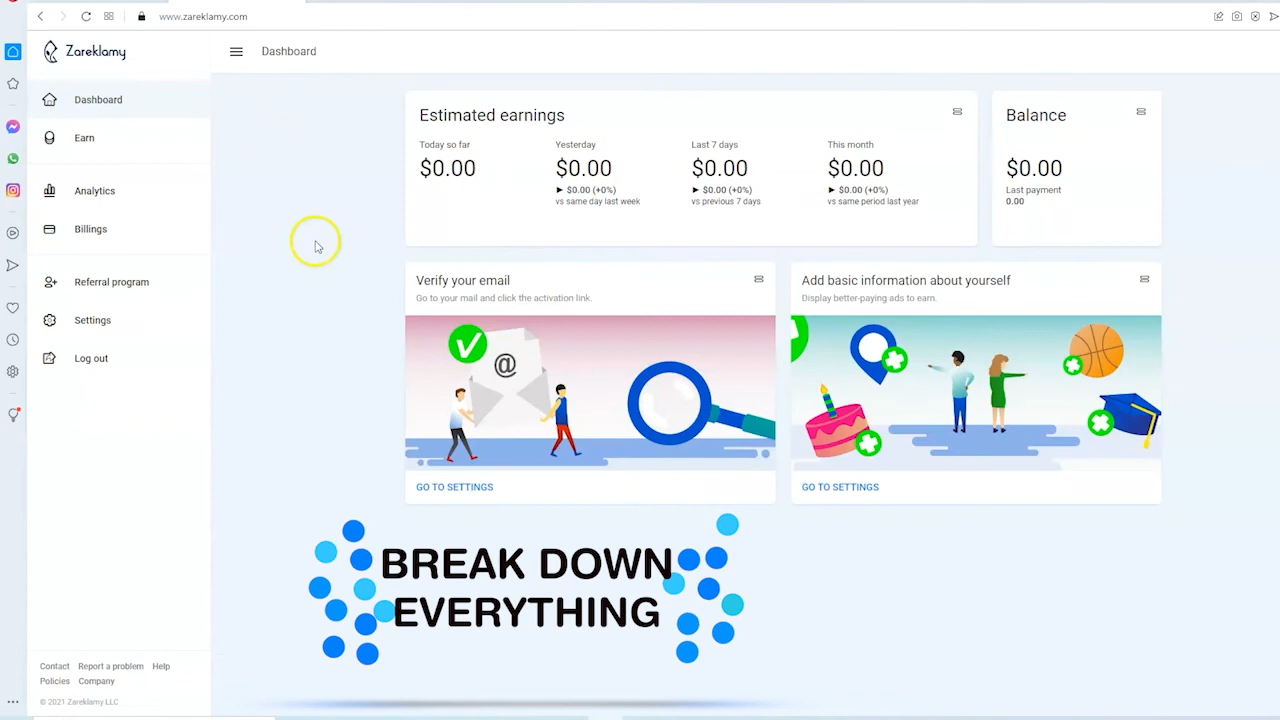 www.zareklamy.com
Zareklamy
Dashboard
Dashboard
Earn
Analytics
Billings
Referral program
Settings
Log out
Estimated earnings
Today so far
$0.00
Yesterday
$0.00
► $0.00 (+0%)
vs same day last week
Last 7 days
$0.00
► $0.00 (+0%)
vs previous 7 days
This month
$0.00
► $0.00 (+0%)
vs same period last year
Balance
$0.00
Last payment
0.00
Verify your email
Go to your mail and click the activation link.
@
GO TO SETTINGS
Add basic information about yourself
Display better-paying ads to earn.
GO TO SETTINGS
BREAK DOWN
EVERYTHING
Contact Report a problem Help
Policies Company
© 2021 Zareklamy LLC